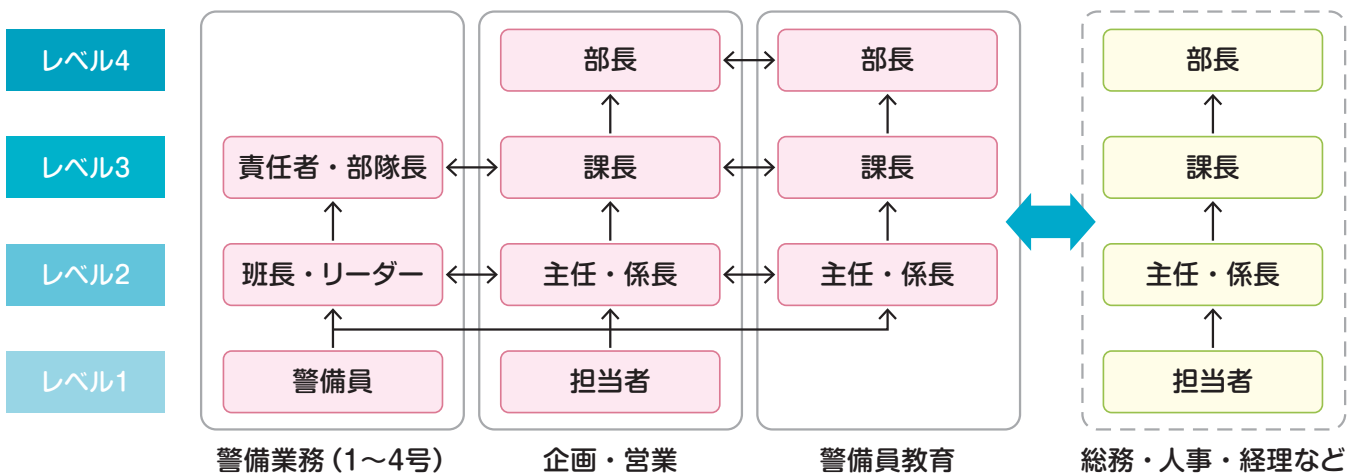 レベル4
部長
部長
部長
レベル3
責任者・部隊長
課長
課長
課長
レベル2
班長・リーダー
主任・係長
主任・係長
主任・係長
レベル1
警備員
担当者
担当者
警備業務(1〜4号)
企画・営業
警備員教育
総務・人事・経理など